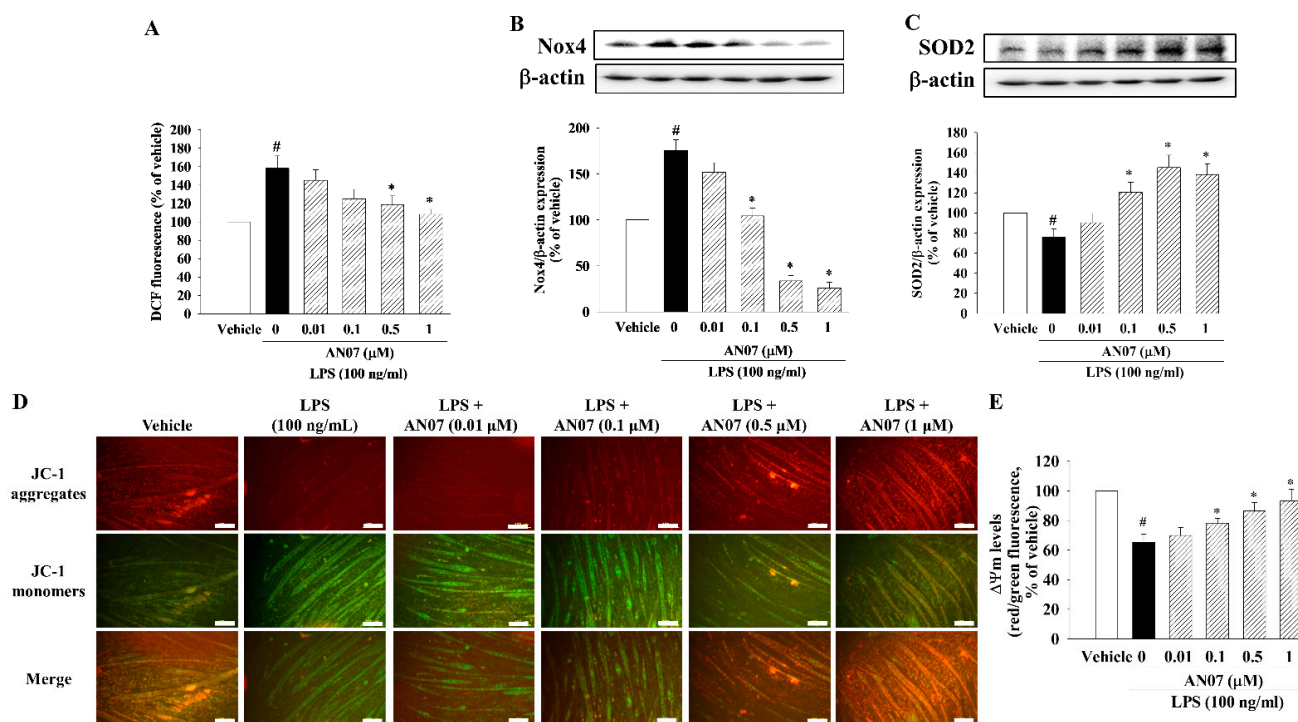 A
DCF fluorescence (% of vehicle)
200
180
160
140
120
100
80
60
40
20
0
#
*
*
Vehicle 0 0.01 0.1 0.5 1
AN07 (μM)
LPS (100 ng/ml)
B
Nox4
β-actin
Nox4/β-actin expression
(% of vehicle)
200
150
100
50
0
#
*
*
*
Vehicle 0 0.01 0.1 0.5 1
AN07 (μM)
LPS (100 ng/ml)
C
SOD2
β-actin
SOD2/β-actin expression
(% of vehicle)
180
160
140
120
100
80
60
40
20
0
#
*
*
*
Vehicle 0 0.01 0.1 0.5 1
AN07 (μM)
LPS (100 ng/ml)
D
Vehicle
LPS
(100 ng/mL)
LPS +
AN07 (0.01 μM)
LPS +
AN07 (0.1 μM)
LPS +
AN07 (0.5 μM)
LPS +
AN07 (1 μM)
JC-1
aggregates
JC-1
monomers
Merge
E
ΔΨm levels
(red/green fluorescence,
% of vehicle)
120
100
80
60
40
20
0
#
*
*
*
Vehicle 0 0.01 0.1 0.5 1
AN07 (μM)
LPS (100 ng/ml)